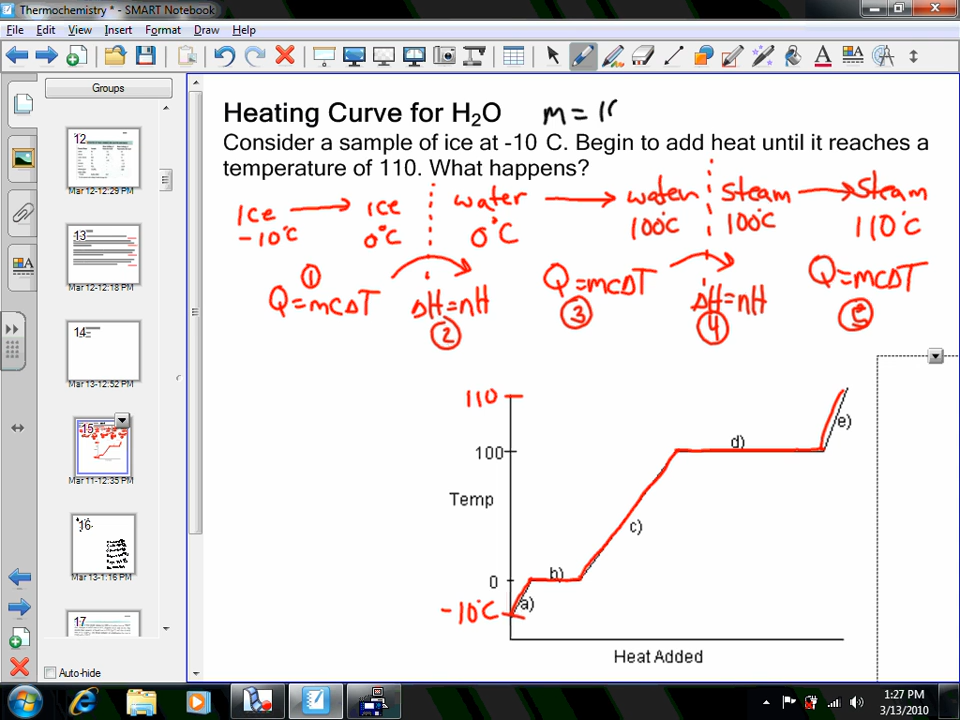 Thermochemistry * - SMART Notebook
File Edit View Insert Format Draw Help
Groups
12
Mar 12-12:29 PM
13
Mar 12-12:18 PM
14
Mar 13-12:52 PM
15
Mar 11-12:35 PM
16
Mar 13-1:16 PM
17
Auto-hide
Heating Curve for H₂O m = 10
Consider a sample of ice at -10 C. Begin to add heat until it reaches a
temperature of 110. What happens?
Ice → Ice water → water steam → steam
-10°C 0°C 0°C 100°C 100°C 110°C
① ③
Q=mcΔT ΔH=nH Q=mcΔT ΔH=nH Q=mcΔT
② ④ ⑤
110
100
Temp
0
-10°C
a)
b)
c)
d)
e)
Heat Added
1:27 PM
3/13/2010